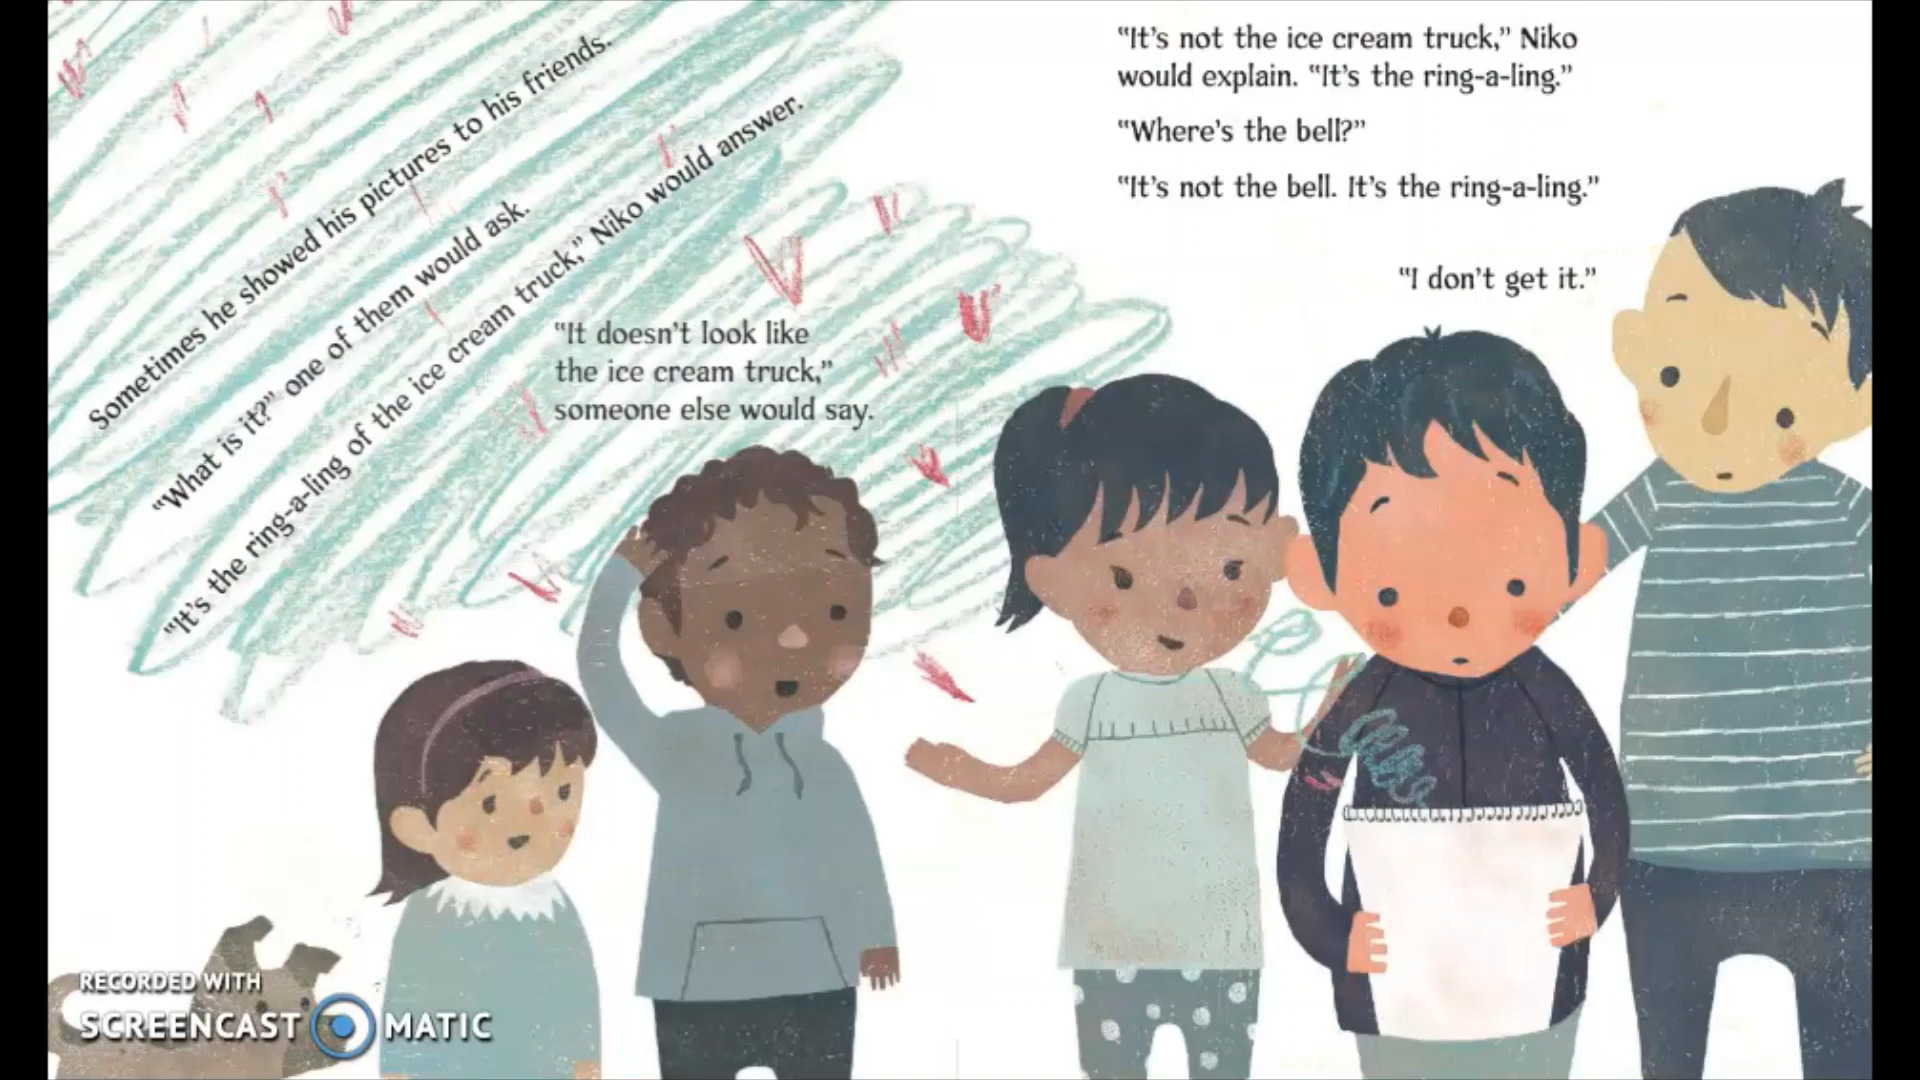 Sometimes he showed his pictures to his friends.
“What is it?” one of them would ask.
“It’s the ring-a-ling of the ice cream truck,” Niko would answer.
“It doesn’t look like
the ice cream truck,”
someone else would say.
“It’s not the ice cream truck,” Niko
would explain. “It’s the ring-a-ling.”
“Where’s the bell?”
“It’s not the bell. It’s the ring-a-ling.”
“I don’t get it.”
RECORDED WITH
SCREENCAST MATIC